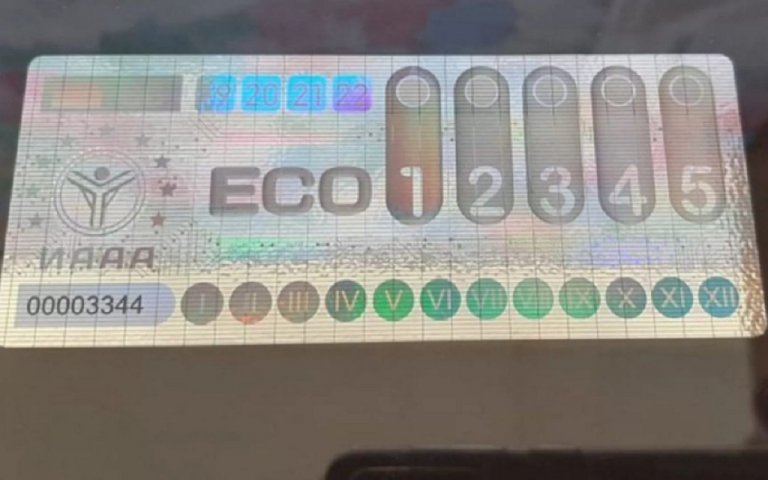 19 20 21 22
ECO 1 2 3 4 5
ИААА
00003344 I II III IV V VI VII VIII IX X XI XII